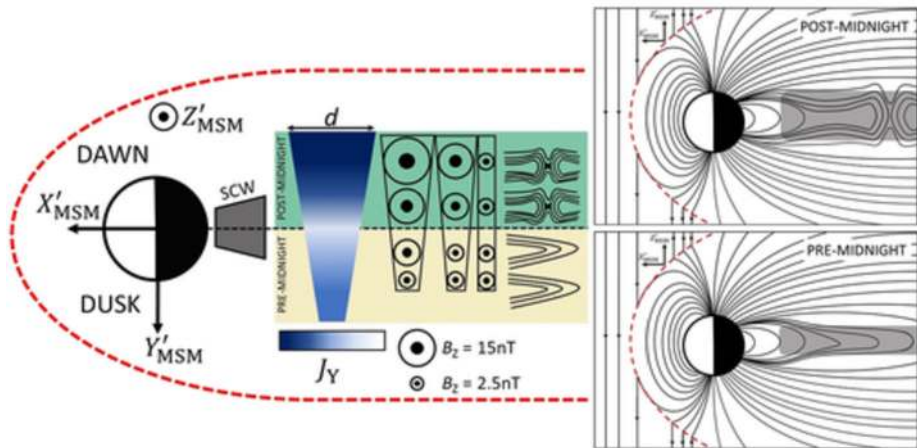 Z′MSM
DAWN
X′MSM
SCW
DUSK
Y′MSM
d
POST-MIDNIGHT
PRE-MIDNIGHT
JY
BZ = 15nT
BZ = 2.5nT
POST-MIDNIGHT
PRE-MIDNIGHT